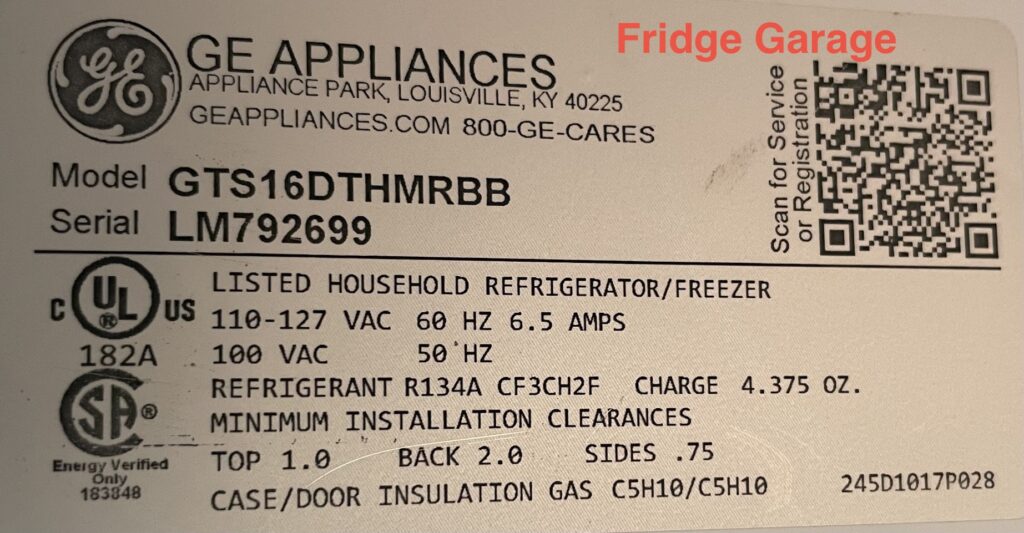 Fridge Garage
GE
GE APPLIANCES
APPLIANCE PARK, LOUISVILLE, KY 40225
GEAPPLIANCES.COM 800-GE-CARES
Scan for Service
or Registration
Model GTS16DTHMRBB
Serial LM792699
C UL ® US
182A
LISTED HOUSEHOLD REFRIGERATOR/FREEZER
110-127 VAC 60 HZ 6.5 AMPS
100 VAC 50 HZ
REFRIGERANT R134A CF3CH2F CHARGE 4.375 OZ.
MINIMUM INSTALLATION CLEARANCES
TOP 1.0 BACK 2.0 SIDES .75
CASE/DOOR INSULATION GAS C5H10/C5H10
245D1017P028
SA ®
Energy Verified
Only
183848